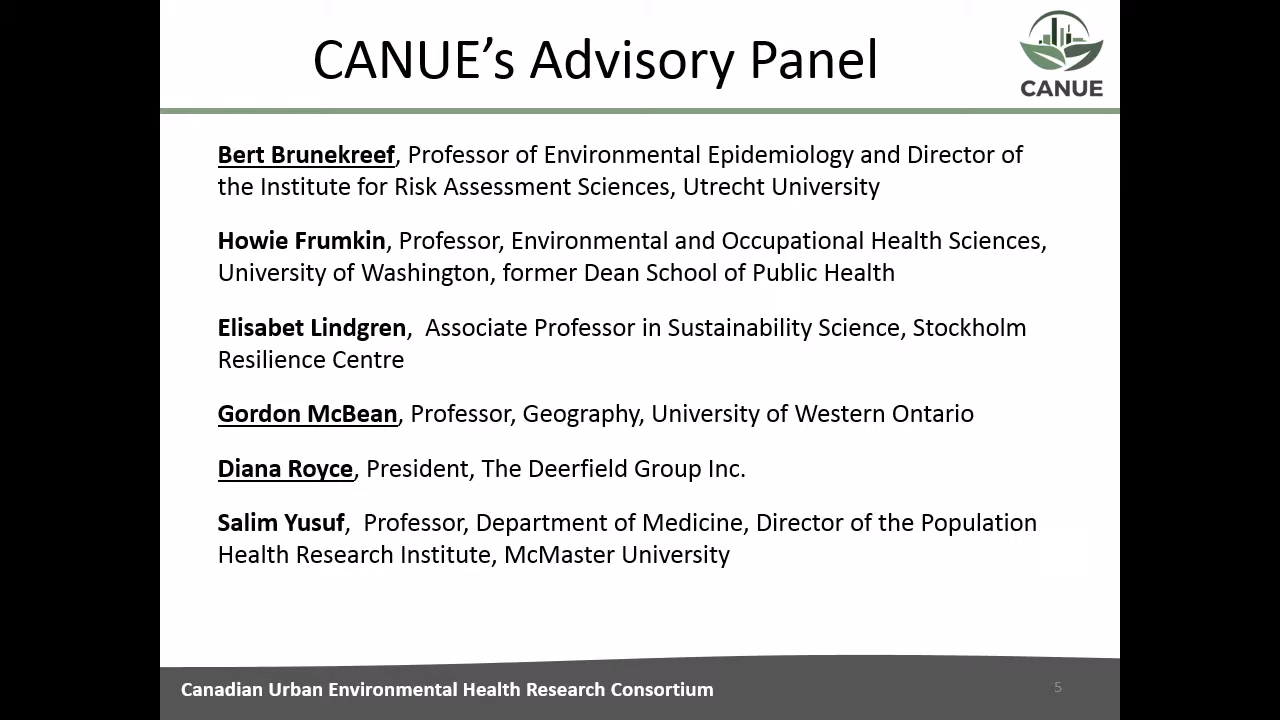 CANUE’s Advisory Panel
CANUE
Bert Brunekreef, Professor of Environmental Epidemiology and Director of
the Institute for Risk Assessment Sciences, Utrecht University
Howie Frumkin, Professor, Environmental and Occupational Health Sciences,
University of Washington, former Dean School of Public Health
Elisabet Lindgren,  Associate Professor in Sustainability Science, Stockholm
Resilience Centre
Gordon McBean, Professor, Geography, University of Western Ontario
Diana Royce, President, The Deerfield Group Inc.
Salim Yusuf,  Professor, Department of Medicine, Director of the Population
Health Research Institute, McMaster University
Canadian Urban Environmental Health Research Consortium
5